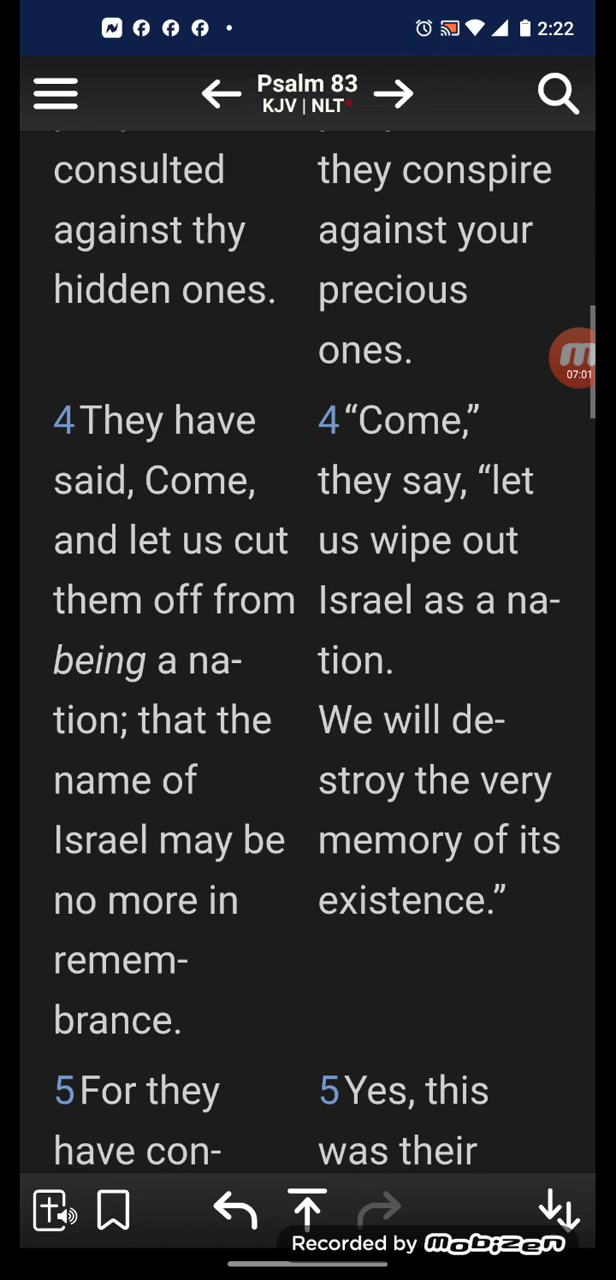 2:22
Psalm 83
KJV | NLT*
consulted
against thy
hidden ones.
4 They have
said, Come,
and let us cut
them off from
being a na-
tion; that the
name of
Israel may be
no more in
remem-
brance.
5 For they
have con-
they conspire
against your
precious
ones.
4 “Come,”
they say, “let
us wipe out
Israel as a na-
tion.
We will de-
stroy the very
memory of its
existence.”
5 Yes, this
was their
m
07:01
Recorded by mobizen